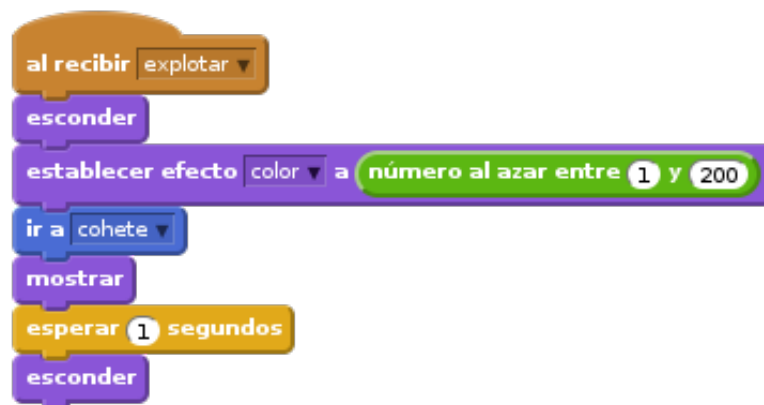 al recibir explotar
esconder
establecer efecto color a número al azar entre 1 y 200
ir a cohete
mostrar
esperar 1 segundos
esconder